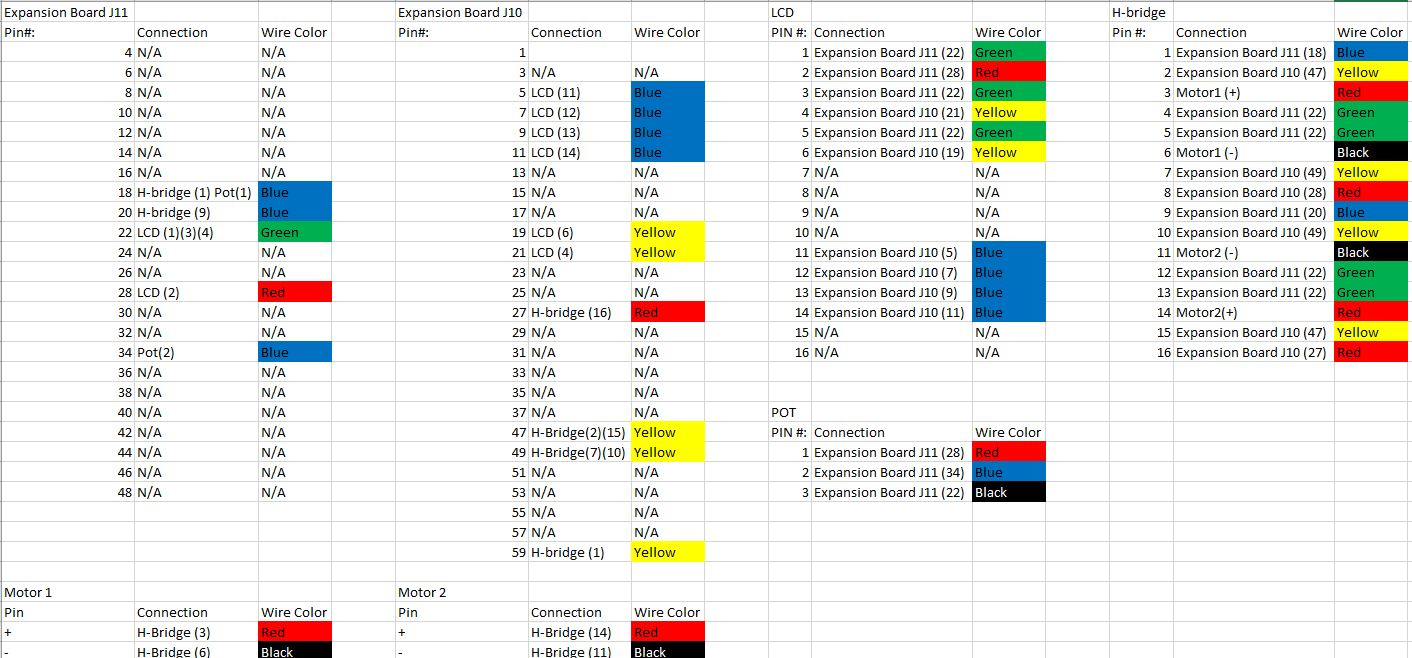 Expansion Board J11 Expansion Board J10 LCD H-bridge
Pin#: Connection Wire Color Pin#: Connection Wire Color PIN #: Connection Wire Color Pin #: Connection Wire Color
4 N/A N/A 1 1 Expansion Board J11 (22) Green 1 Expansion Board J11 (18) Blue
6 N/A N/A 3 N/A N/A 2 Expansion Board J11 (28) Red 2 Expansion Board J10 (47) Yellow
8 N/A N/A 5 LCD (11) Blue 3 Expansion Board J11 (22) Green 3 Motor1 (+) Red
10 N/A N/A 7 LCD (12) Blue 4 Expansion Board J10 (21) Yellow 4 Expansion Board J11 (22) Green
12 N/A N/A 9 LCD (13) Blue 5 Expansion Board J11 (22) Green 5 Expansion Board J11 (22) Green
14 N/A N/A 11 LCD (14) Blue 6 Expansion Board J10 (19) Yellow 6 Motor1 (-) Black
16 N/A N/A 13 N/A N/A 7 N/A N/A 7 Expansion Board J10 (49) Yellow
18 H-bridge (1) Pot(1) Blue 15 N/A N/A 8 N/A N/A 8 Expansion Board J10 (28) Red
20 H-bridge (9) Blue 17 N/A N/A 9 N/A N/A 9 Expansion Board J11 (20) Blue
22 LCD (1)(3)(4) Green 19 LCD (6) Yellow 10 N/A N/A 10 Expansion Board J10 (49) Yellow
24 N/A N/A 21 LCD (4) Yellow 11 Expansion Board J10 (5) Blue 11 Motor2 (-) Black
26 N/A N/A 23 N/A N/A 12 Expansion Board J10 (7) Blue 12 Expansion Board J11 (22) Green
28 LCD (2) Red 25 N/A N/A 13 Expansion Board J10 (9) Blue 13 Expansion Board J11 (22) Green
30 N/A N/A 27 H-bridge (16) Red 14 Expansion Board J10 (11) Blue 14 Motor2(+) Red
32 N/A N/A 29 N/A N/A 15 N/A N/A 15 Expansion Board J10 (47) Yellow
34 Pot(2) Blue 31 N/A N/A 16 N/A N/A 16 Expansion Board J10 (27) Red
36 N/A N/A 33 N/A N/A
38 N/A N/A 35 N/A N/A
40 N/A N/A 37 N/A N/A POT
42 N/A N/A 47 H-Bridge(2)(15) Yellow PIN #: Connection Wire Color
44 N/A N/A 49 H-Bridge(7)(10) Yellow 1 Expansion Board J11 (28) Red
46 N/A N/A 51 N/A N/A 2 Expansion Board J11 (34) Blue
48 N/A N/A 53 N/A N/A 3 Expansion Board J11 (22) Black
55 N/A N/A
57 N/A N/A
59 H-bridge (1) Yellow
Motor 1 Motor 2
Pin Connection Wire Color Pin Connection Wire Color
+ H-Bridge (3) Red + H-Bridge (14) Red
- H-Bridge (6) Black - H-Bridge (11) Black